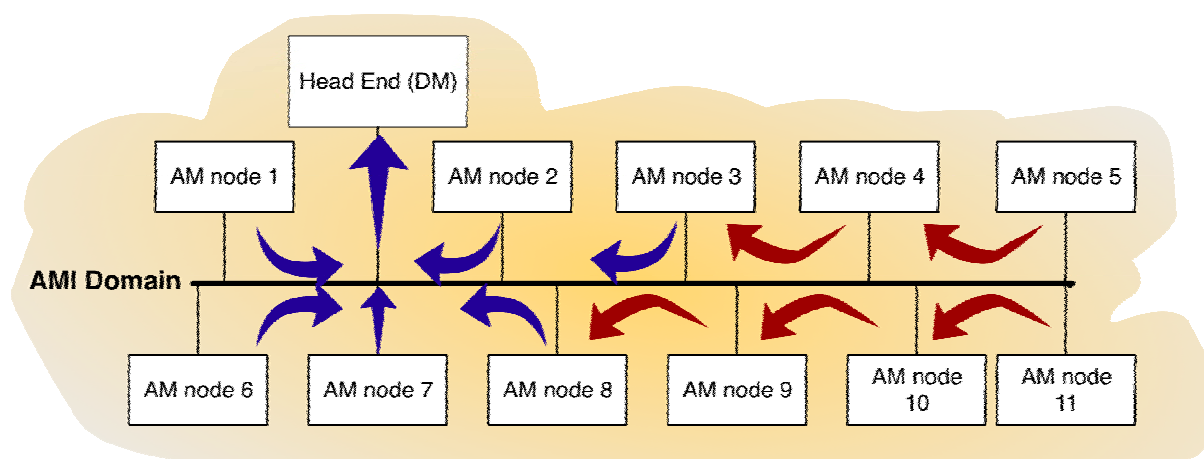 Head End (DM)
AM node 1
AM node 2
AM node 3
AM node 4
AM node 5
AMI Domain
AM node 6
AM node 7
AM node 8
AM node 9
AM node
10
AM node
11